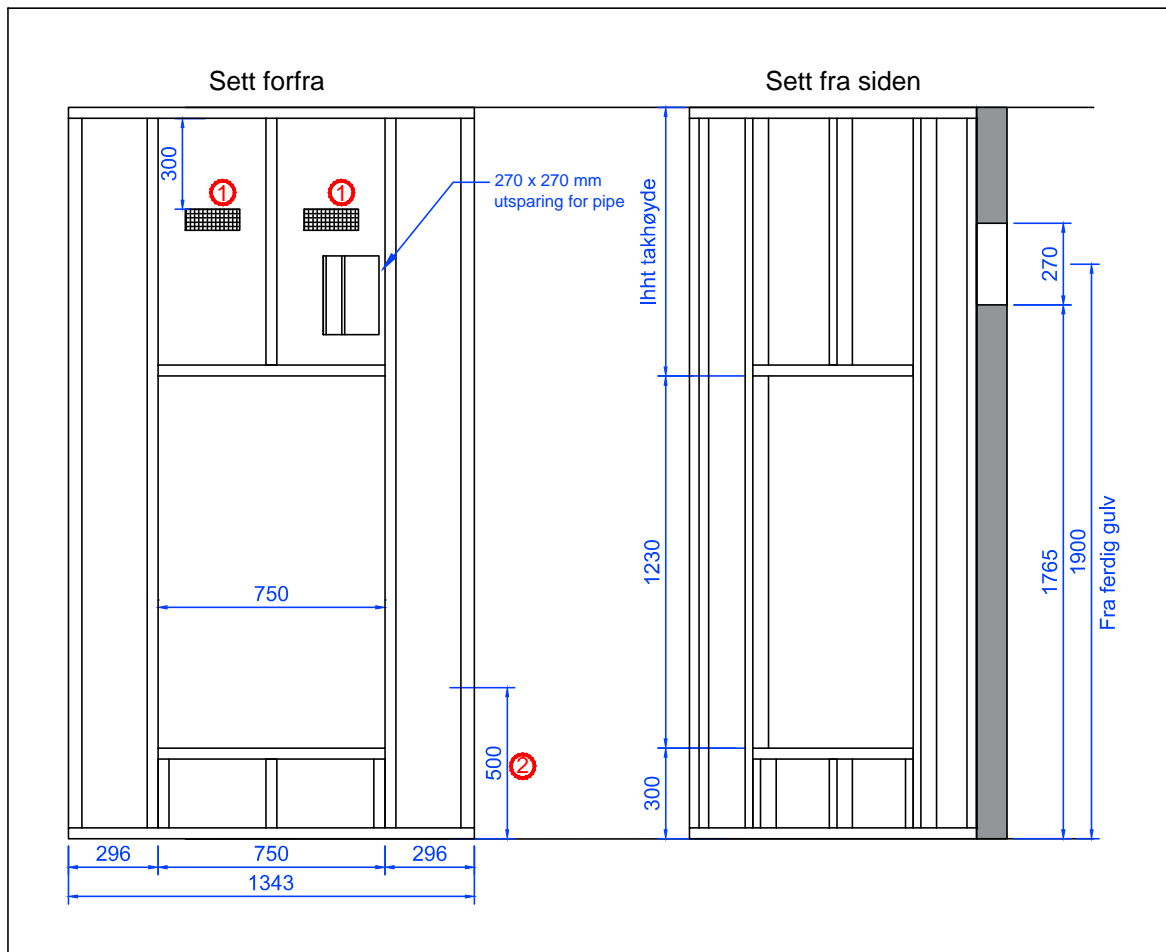 Sett forfra
Sett fra siden
300
1
1
270 x 270 mm
utsparing for pipe
Ihht takhøyde
270
1230
750
1765
1900
Fra ferdig gulv
500
2
300
296
750
296
1343